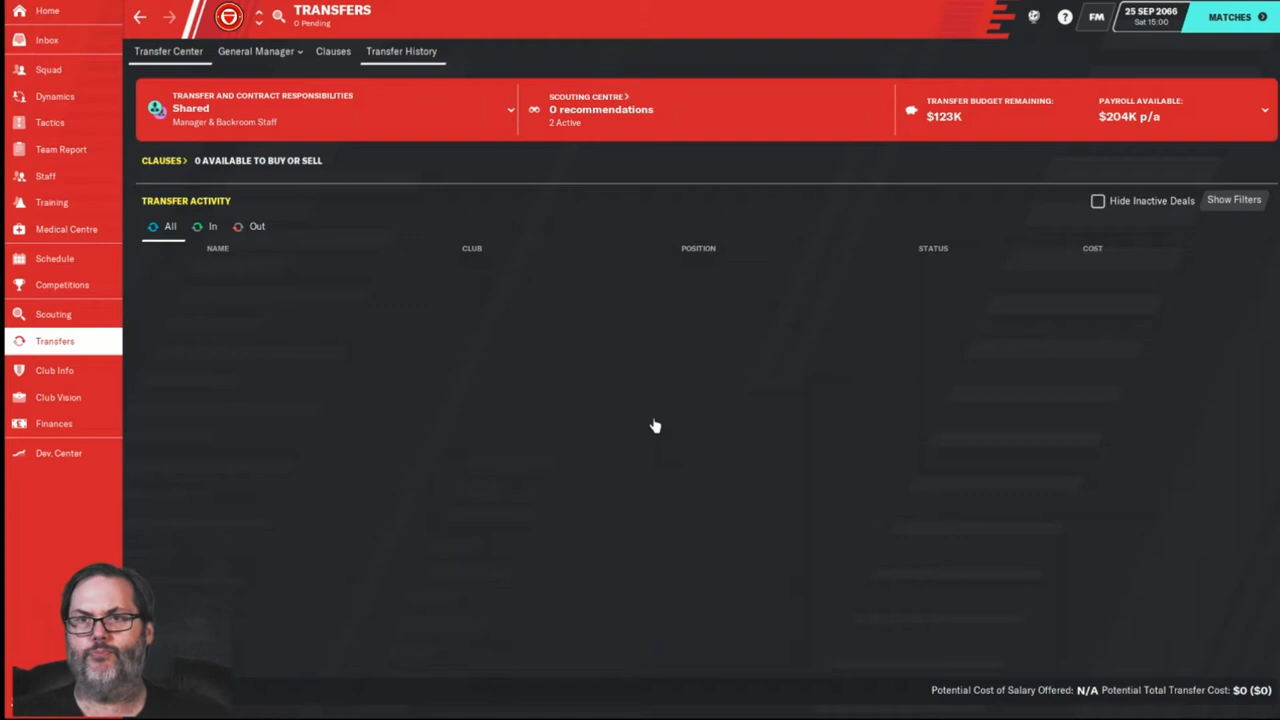 Home
Inbox
Squad
Dynamics
Tactics
Team Report
Staff
Training
Medical Centre
Schedule
Competitions
Scouting
Transfers
Club Info
Club Vision
Finances
Dev. Center
TRANSFERS
0 Pending
? FM
25 SEP 2066
Sat 15:00
MATCHES
Transfer Center General Manager Clauses Transfer History
TRANSFER AND CONTRACT RESPONSIBILITIES
Shared
Manager & Backroom Staff
SCOUTING CENTRE>
0 recommendations
2 Active
TRANSFER BUDGET REMAINING:
$123K
PAYROLL AVAILABLE:
$204K p/a
CLAUSES> 0 AVAILABLE TO BUY OR SELL
TRANSFER ACTIVITY
Hide Inactive Deals Show Filters
All In Out
NAME CLUB POSITION STATUS COST
Potential Cost of Salary Offered: N/A Potential Total Transfer Cost: $0 ($0)